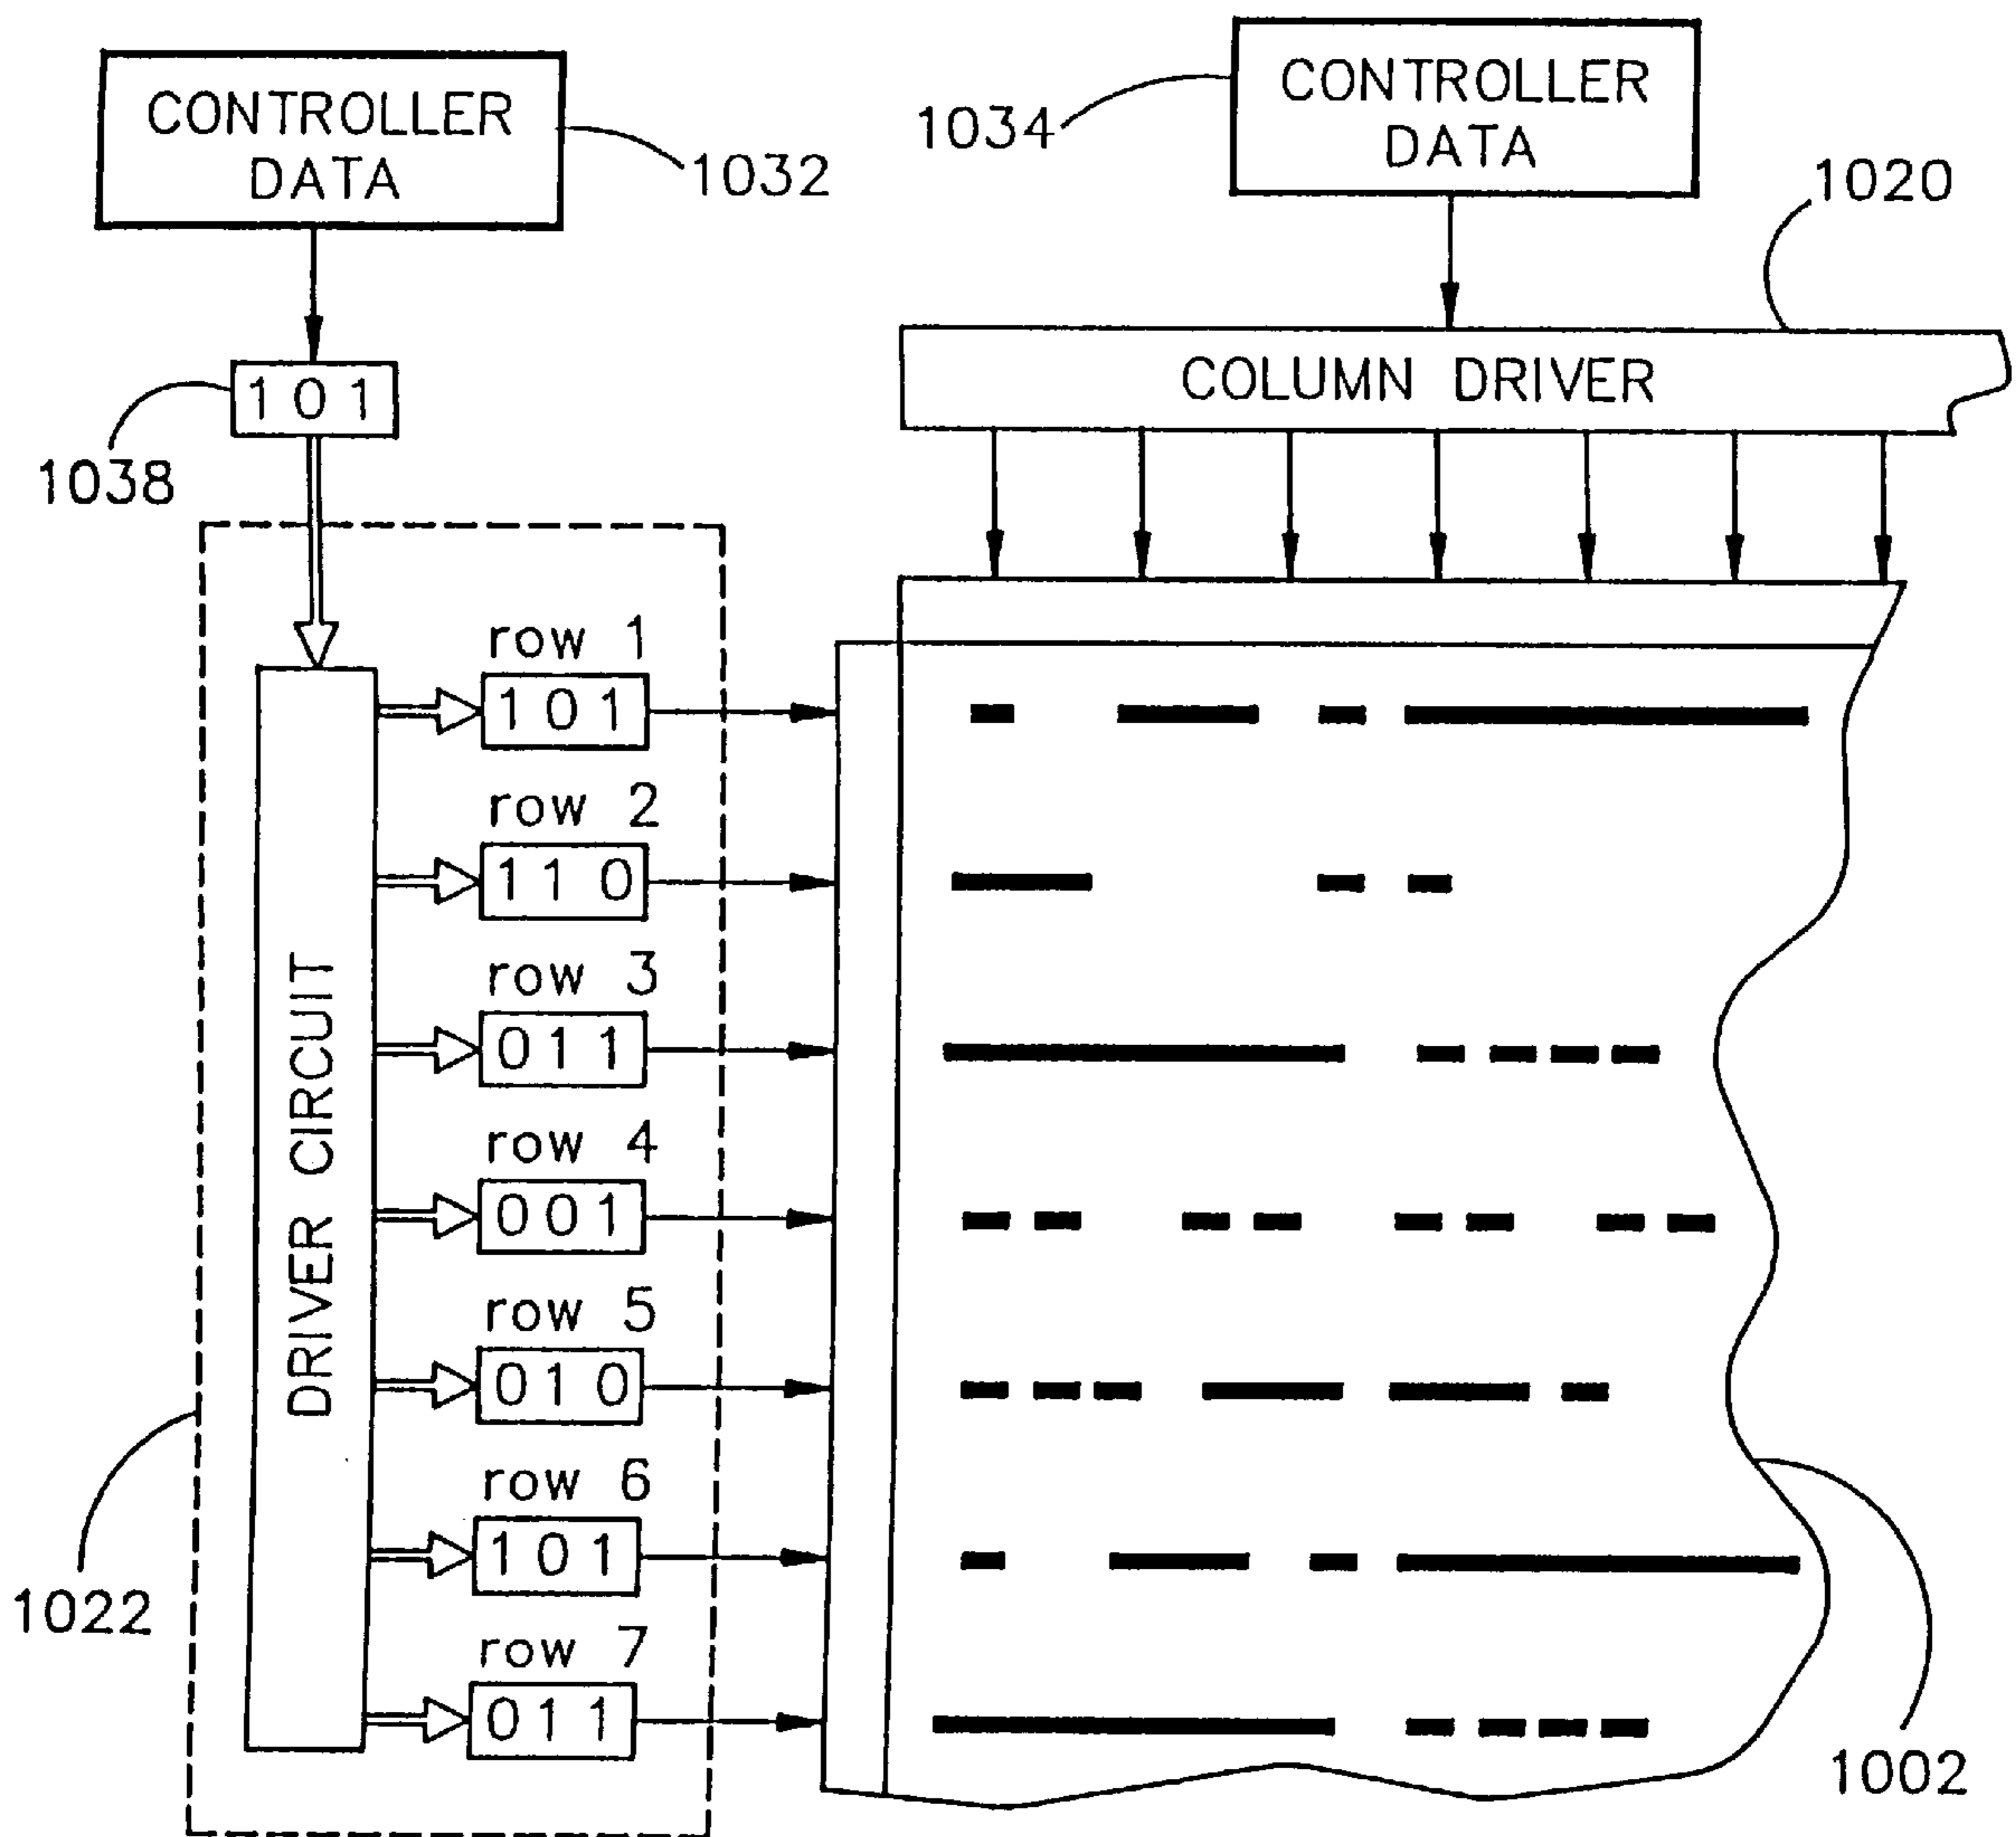 CONTROLLER
DATA
1032
CONTROLLER
DATA
1034
1020
COLUMN DRIVER
1 0 1
1038
row 1
1 0 1
row 2
1 1 0
row 3
0 1 1
row 4
0 0 1
row 5
0 1 0
row 6
1 0 1
row 7
0 1 1
DRIVER CIRCUIT
1022
1002